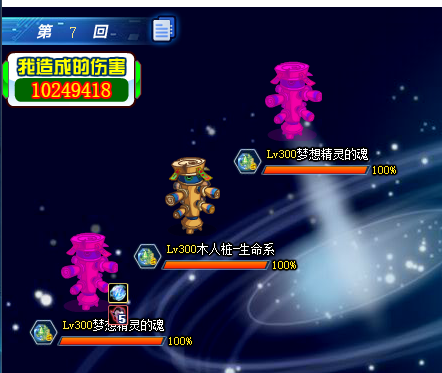 第 7 回
我造成的伤害
10249418
Lv300梦想精灵的魂
100%
Lv300木人桩-生命系
100%
5
Lv300梦想精灵的魂
100%